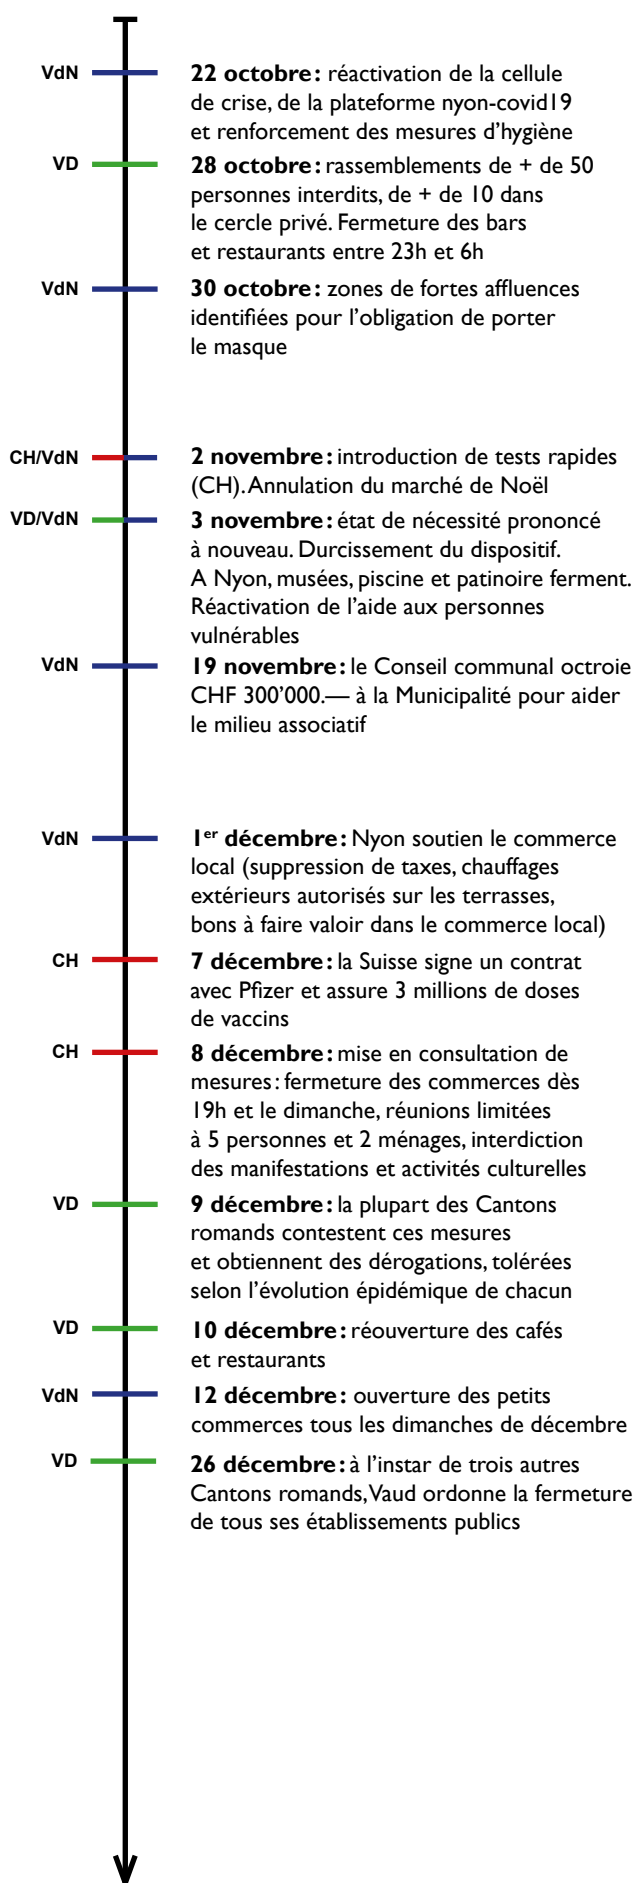 VdN
22 octobre : réactivation de la cellule
de crise, de la plateforme nyon-covid19
et renforcement des mesures d’hygiène
VD
28 octobre : rassemblements de + de 50
personnes interdits, de + de 10 dans
le cercle privé. Fermeture des bars
et restaurants entre 23h et 6h
VdN
30 octobre : zones de fortes affluences
identifiées pour l’obligation de porter
le masque
CH/VdN
2 novembre : introduction de tests rapides
(CH). Annulation du marché de Noël
VD/VdN
3 novembre : état de nécessité prononcé
à nouveau. Durcissement du dispositif.
A Nyon, musées, piscine et patinoire ferment.
Réactivation de l’aide aux personnes
vulnérables
VdN
19 novembre : le Conseil communal octroie
CHF 300’000.— à la Municipalité pour aider
le milieu associatif
VdN
1er décembre : Nyon soutien le commerce
local (suppression de taxes, chauffages
extérieurs autorisés sur les terrasses,
bons à faire valoir dans le commerce local)
CH
7 décembre : la Suisse signe un contrat
avec Pfizer et assure 3 millions de doses
de vaccins
CH
8 décembre : mise en consultation de
mesures : fermeture des commerces dès
19h et le dimanche, réunions limitées
à 5 personnes et 2 ménages, interdiction
des manifestations et activités culturelles
VD
9 décembre : la plupart des Cantons
romands contestent ces mesures
et obtiennent des dérogations, tolérées
selon l’évolution épidémique de chacun
VD
10 décembre : réouverture des cafés
et restaurants
VdN
12 décembre : ouverture des petits
commerces tous les dimanches de décembre
VD
26 décembre : à l’instar de trois autres
Cantons romands, Vaud ordonne la fermeture
de tous ses établissements publics